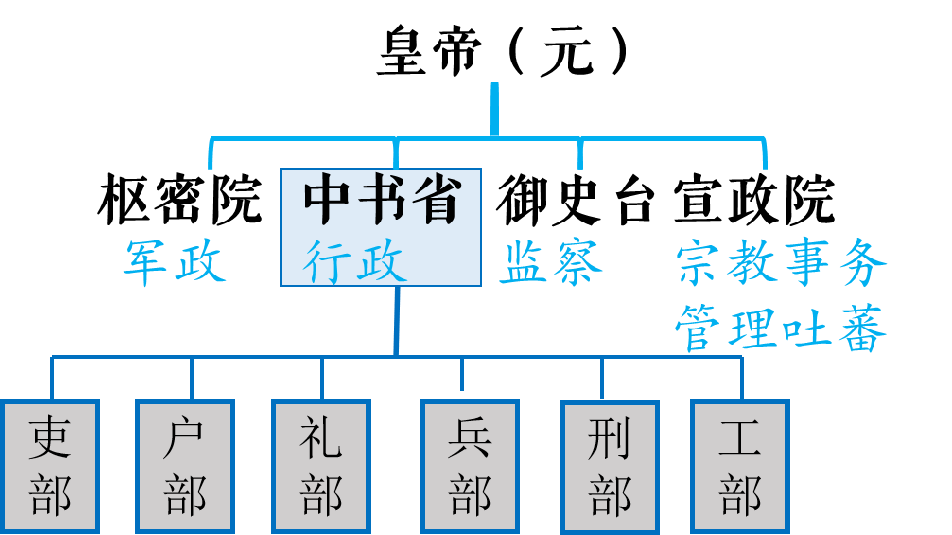 皇帝（元）
枢密院 中书省 御史台 宣政院
军政 行政 监察 宗教事务
管理吐蕃
吏部 户部 礼部 兵部 刑部 工部